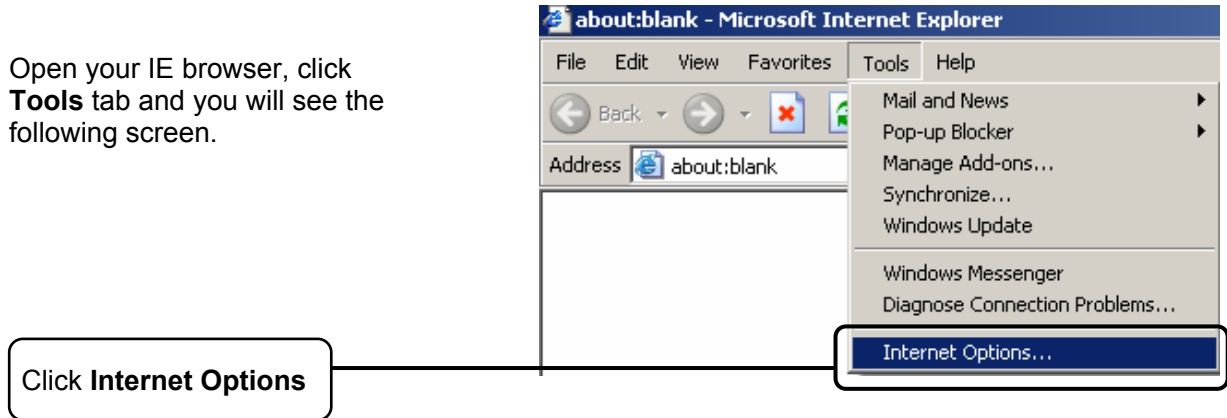 about:blank - Microsoft Internet Explorer
File Edit View Favorites Tools Help
Open your IE browser, click
Tools tab and you will see the
following screen.
Back
Address about:blank
Mail and News
Pop-up Blocker
Manage Add-ons...
Synchronize...
Windows Update
Windows Messenger
Diagnose Connection Problems...
Internet Options...
Click Internet Options